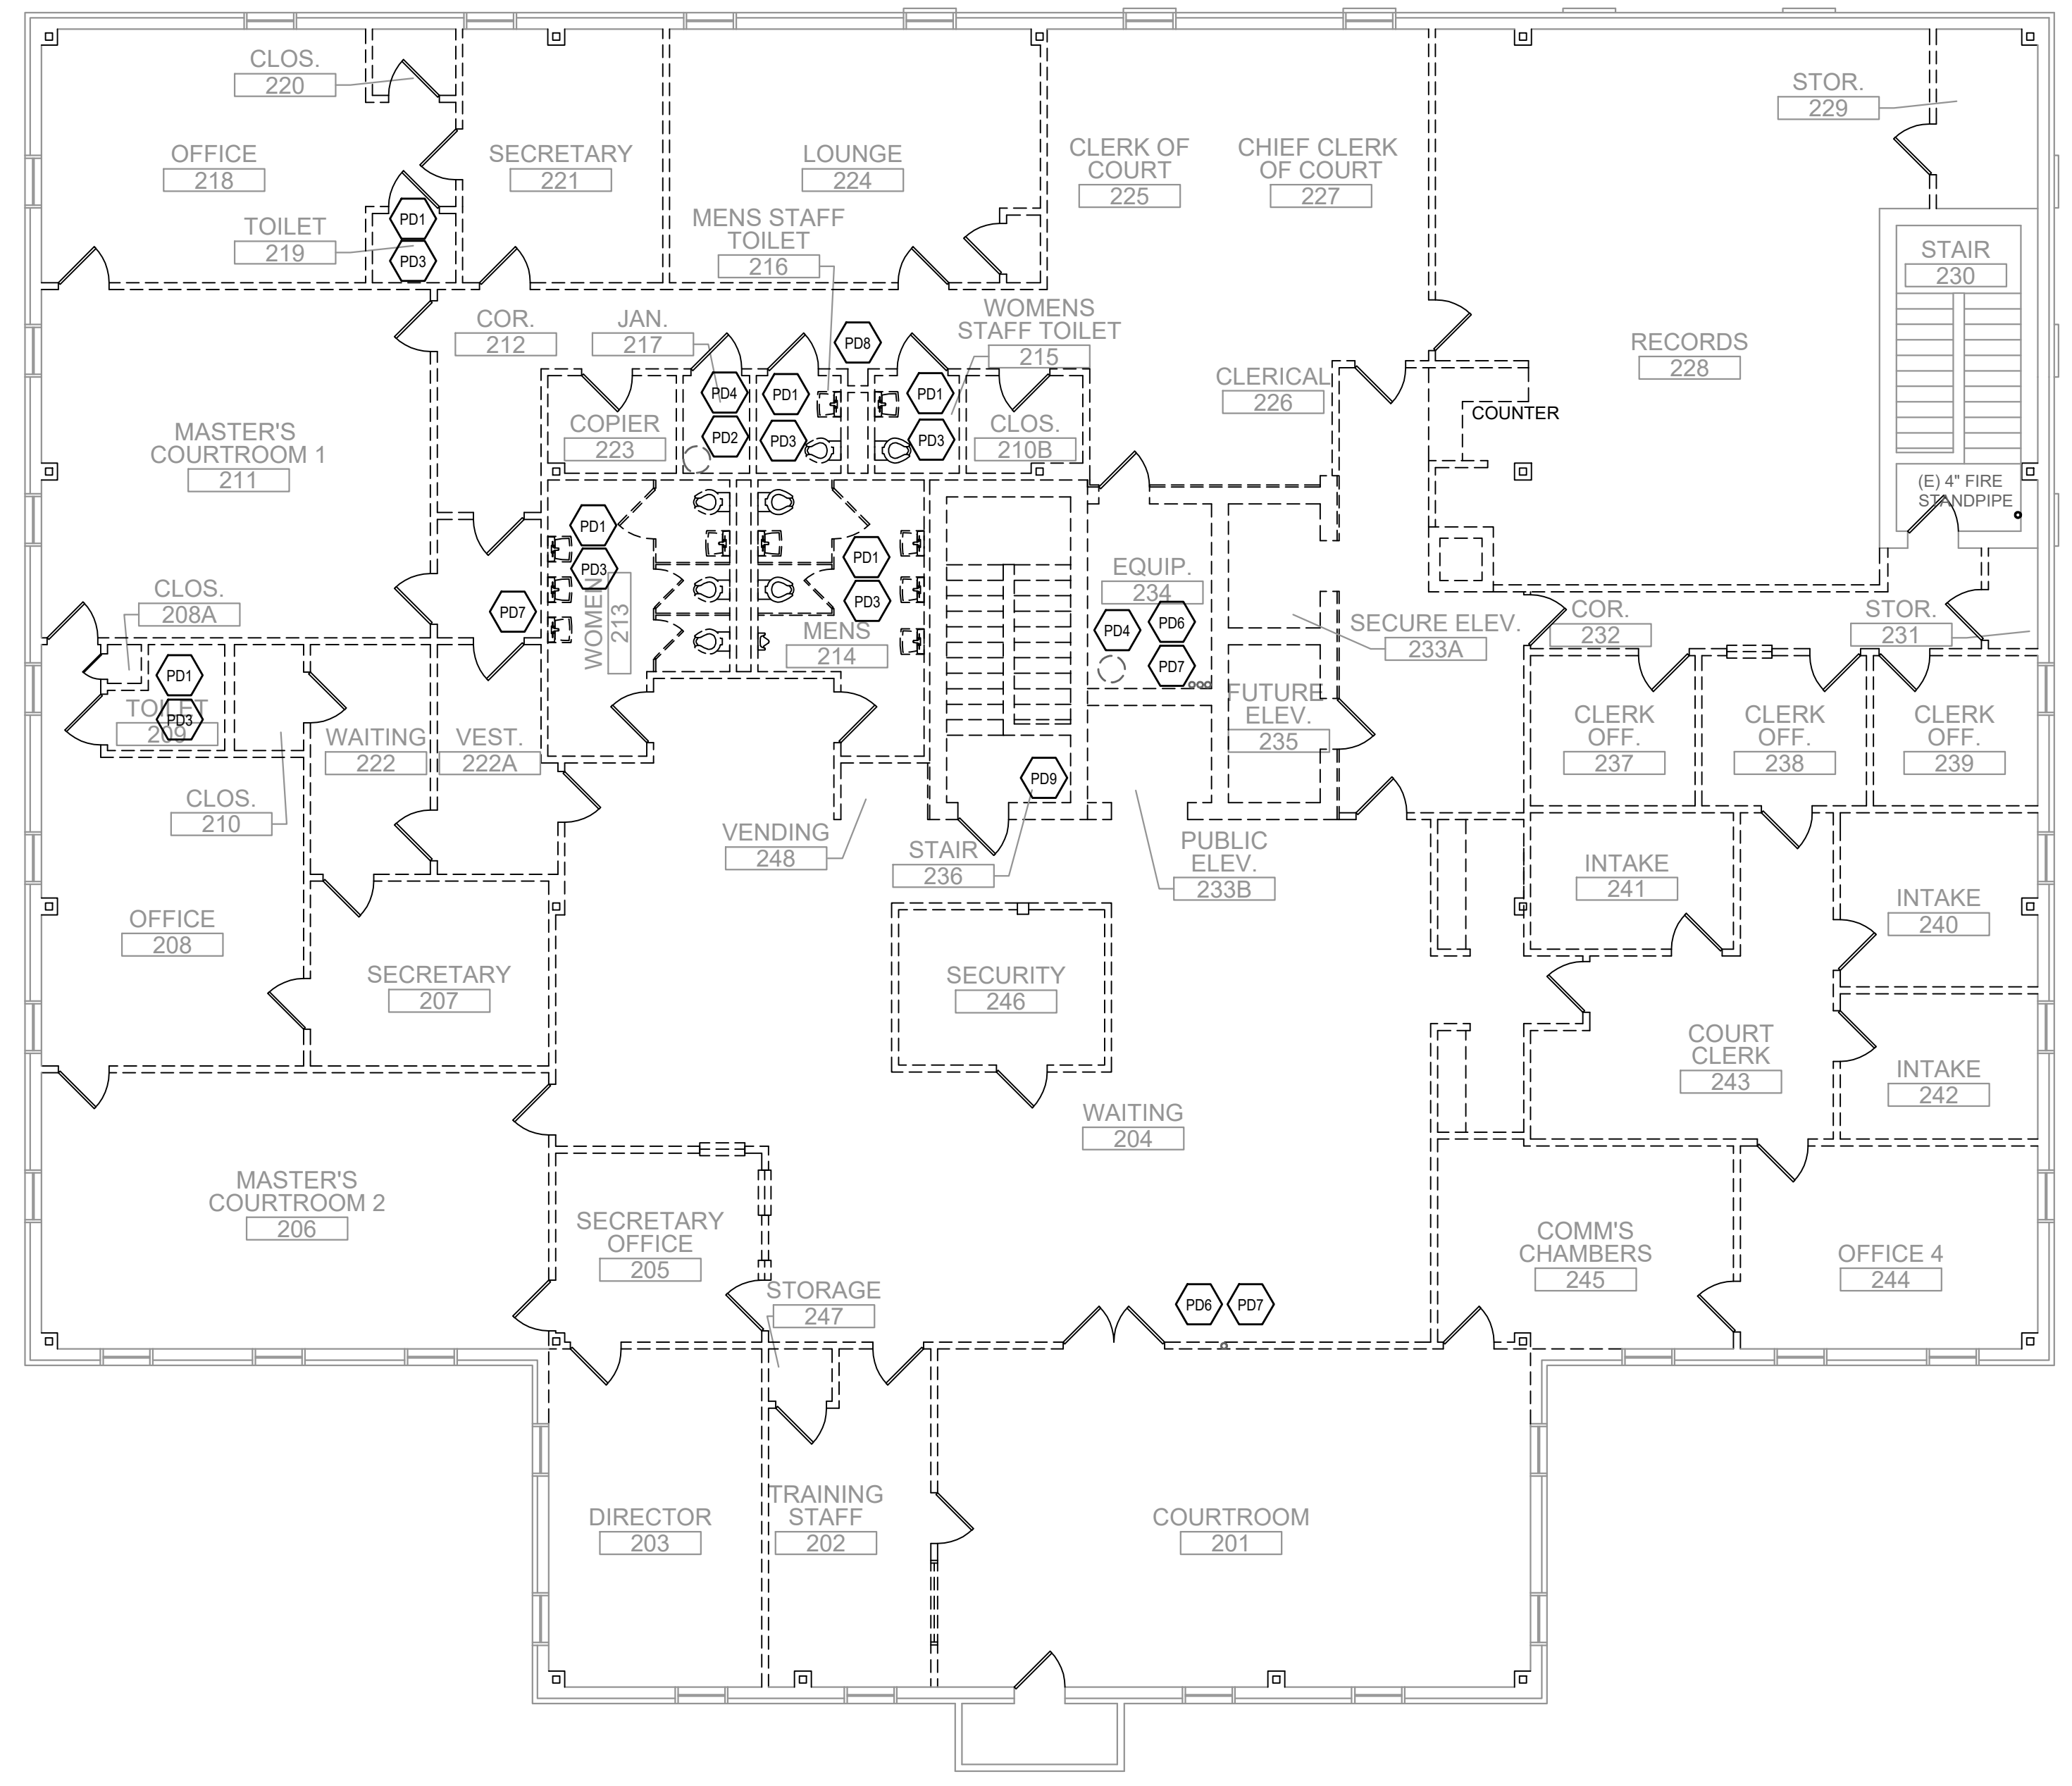 CLOS.
220
STOR.
229
OFFICE
218
SECRETARY
221
LOUNGE
224
CLERK OF
COURT
225
CHIEF CLERK
OF COURT
227
TOILET
219
PD1
PD3
MENS STAFF
TOILET
216
STAIR
230
COR.
212
JAN.
217
PD8
WOMENS
STAFF TOILET
215
RECORDS
228
CLERICAL
226
COUNTER
PD4
PD2
PD1
PD3
PD1
PD3
COPIER
223
CLOS.
210B
MASTER'S
COURTROOM 1
211
(E) 4" FIRE
STANDPIPE
PD1
PD3
WOMEN
213
PD1
PD3
MENS
214
PD7
EQUIP.
234
PD4
PD6
PD7
CLOS.
208A
SECURE ELEV.
233A
COR.
232
STOR.
231
PD1
PD3
TOILET
209
WAITING
222
VEST.
222A
FUTURE
ELEV.
235
CLERK
OFF.
237
CLERK
OFF.
238
CLERK
OFF.
239
PD9
CLOS.
210
VENDING
248
STAIR
236
PUBLIC
ELEV.
233B
INTAKE
241
INTAKE
240
OFFICE
208
SECRETARY
207
SECURITY
246
COURT
CLERK
243
INTAKE
242
WAITING
204
MASTER'S
COURTROOM 2
206
SECRETARY
OFFICE
205
COMM'S
CHAMBERS
245
OFFICE 4
244
STORAGE
247
PD6
PD7
DIRECTOR
203
TRAINING
STAFF
202
COURTROOM
201